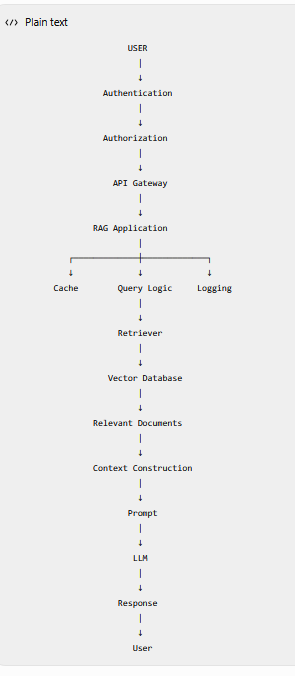 Plain text
USER
Authentication
Authorization
API Gateway
RAG Application
Cache Query Logic Logging
Retriever
Vector Database
Relevant Documents
Context Construction
Prompt
LLM
Response
User